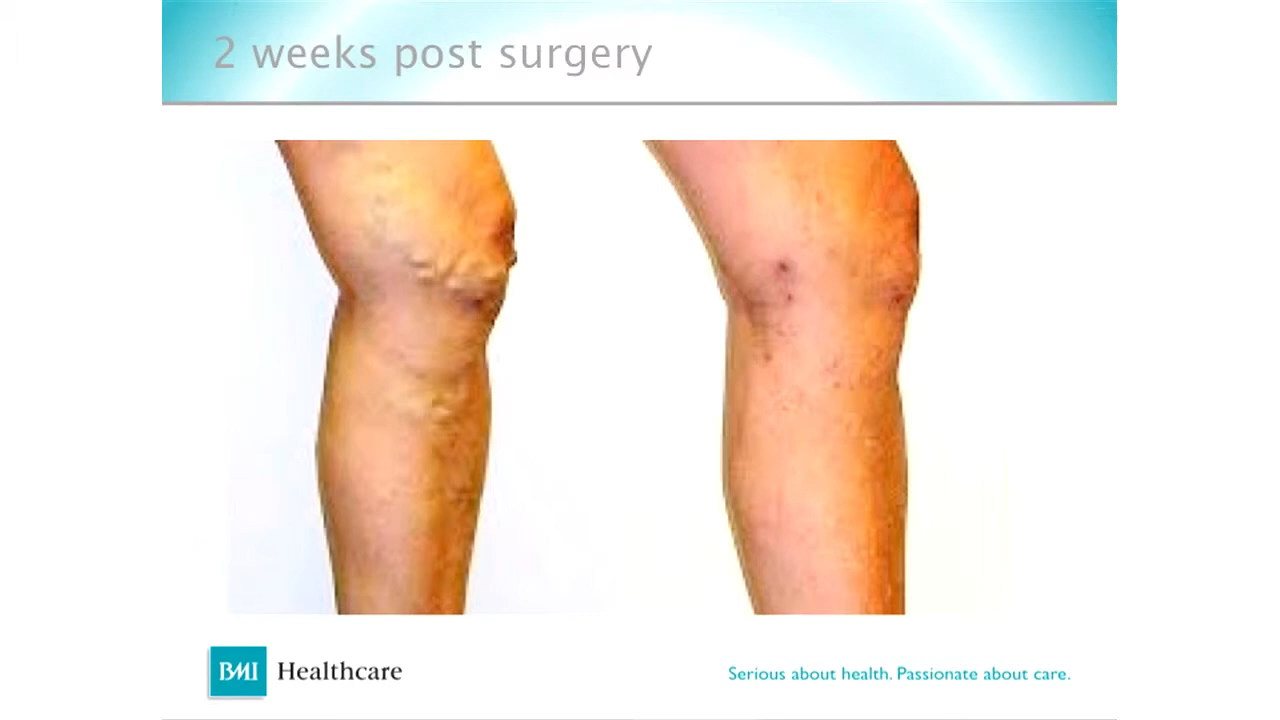 2 weeks post surgery
BMI Healthcare
Serious about health. Passionate about care.